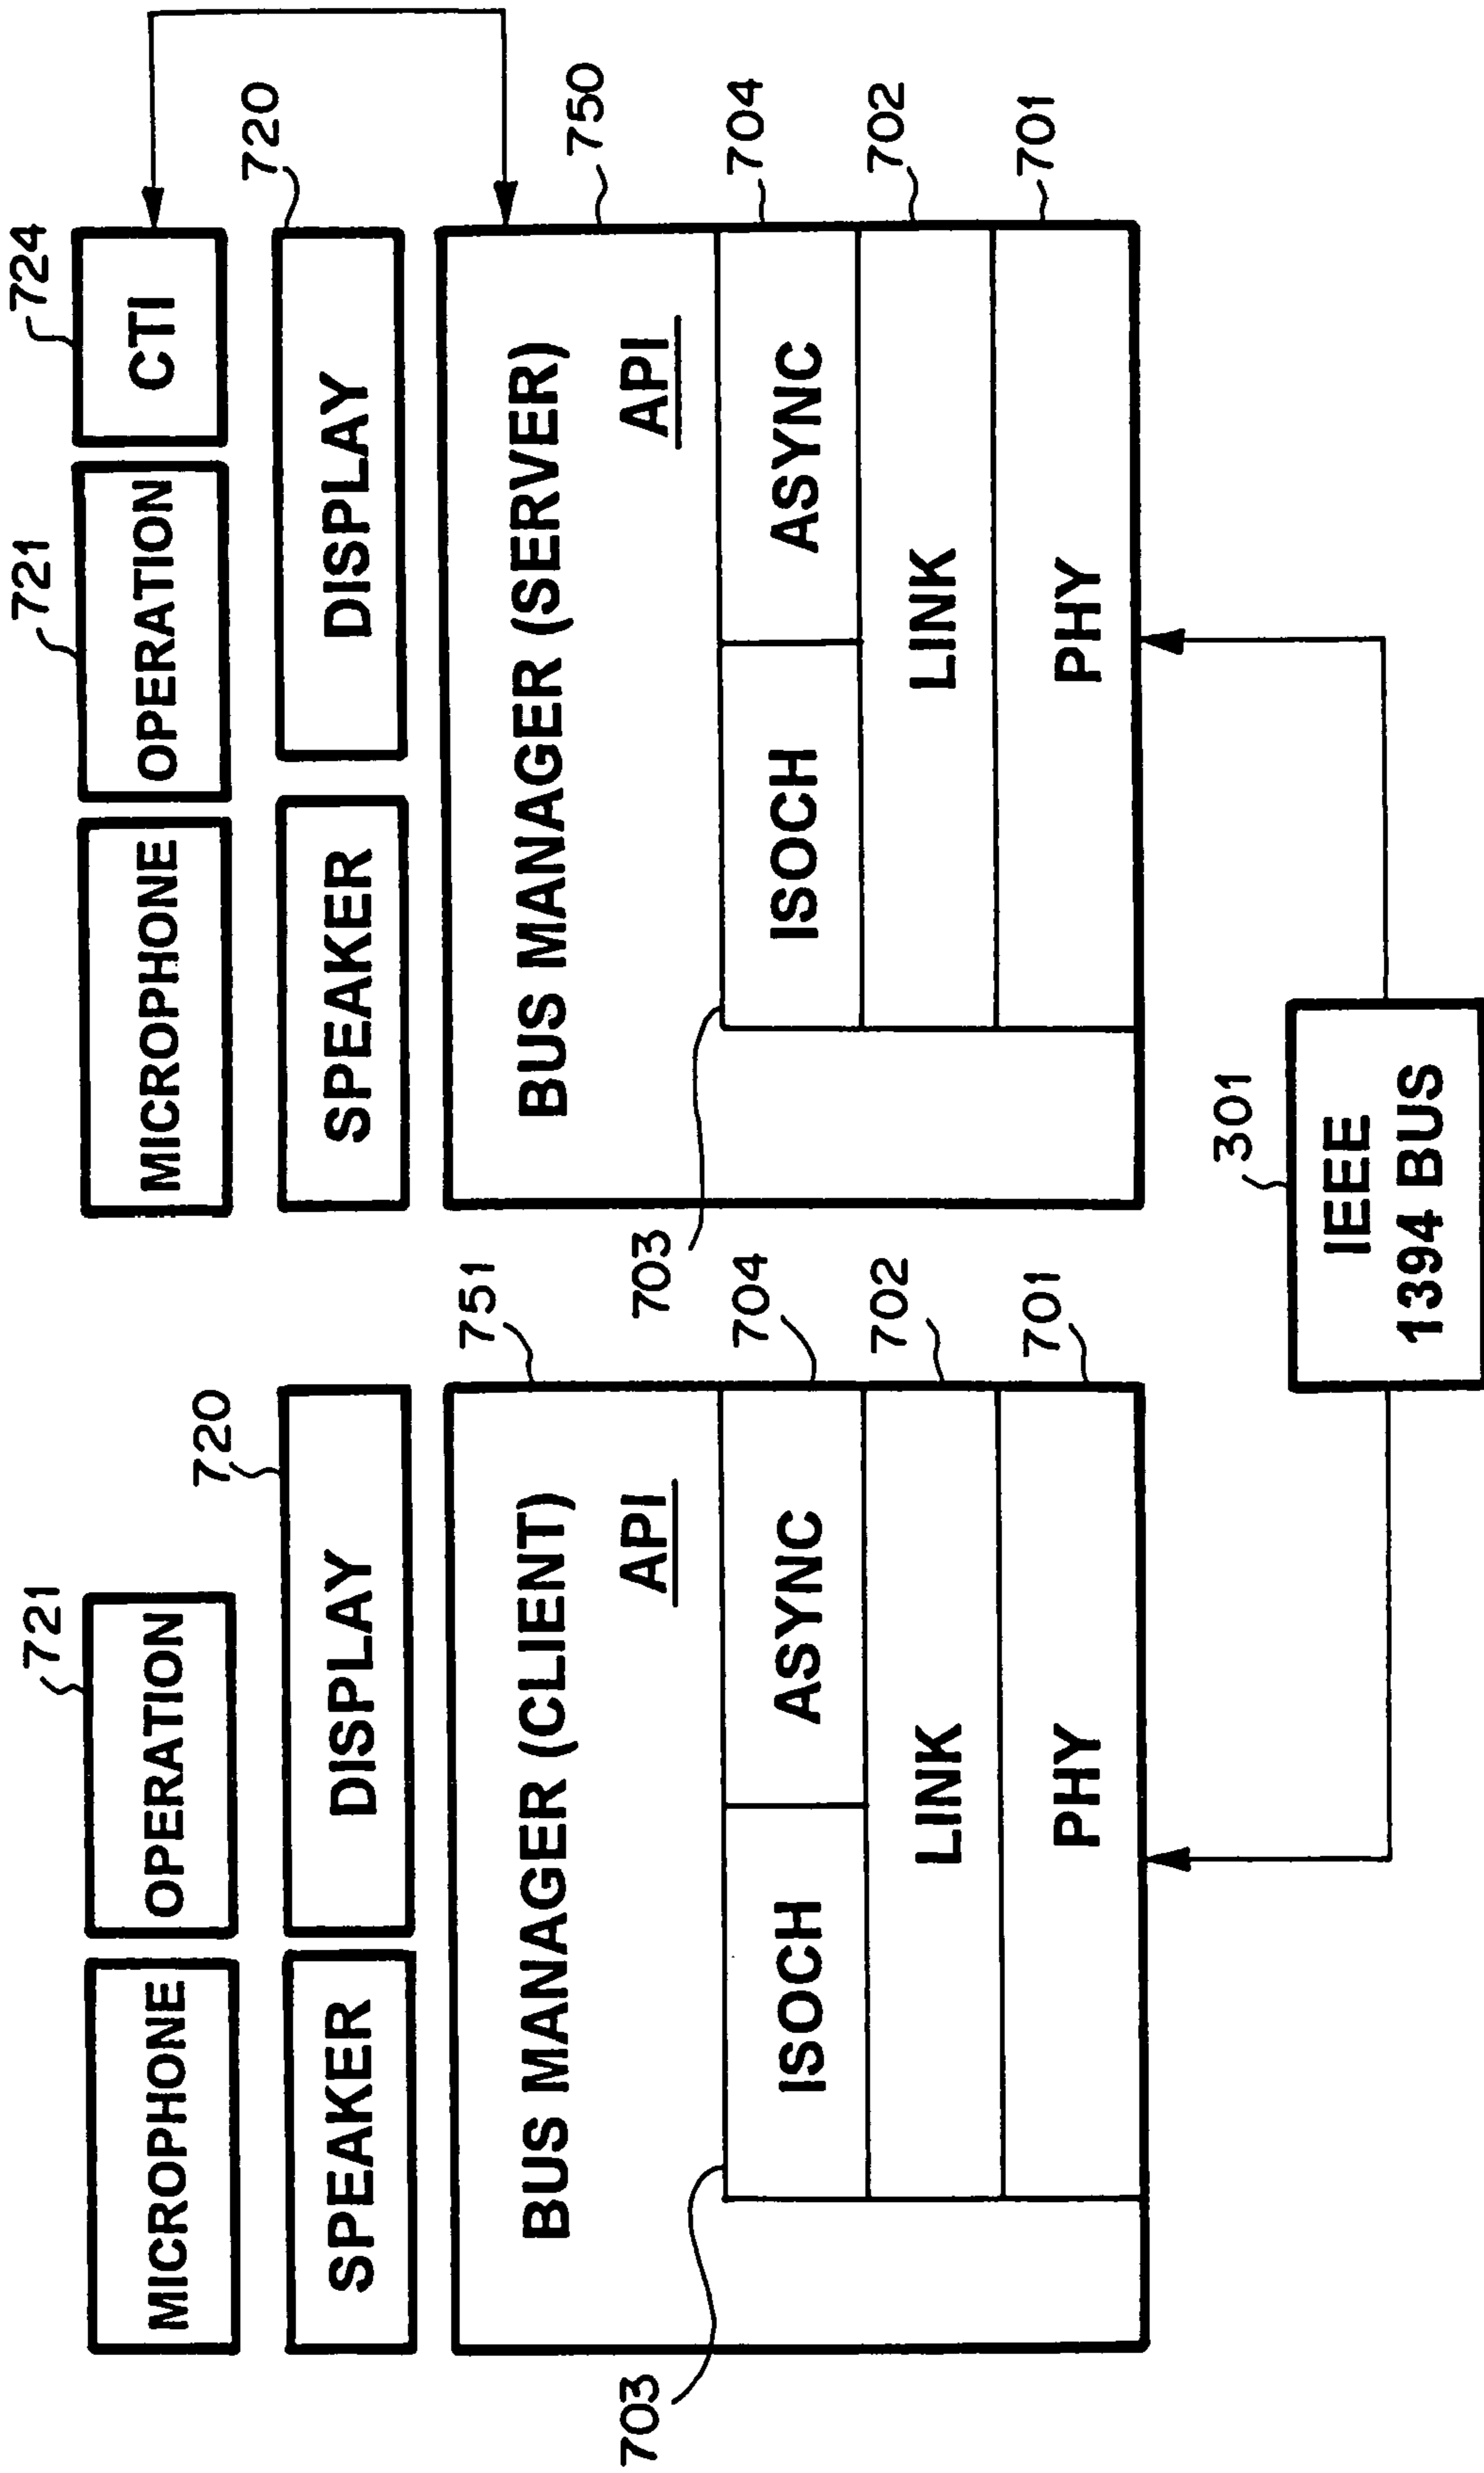 721
MICROPHONE
OPERATION
720
SPEAKER
DISPLAY
751
BUS MANAGER (CLIENT)
API
703
704
ISOCH
ASYNC
702
LINK
701
PHY
721
724
MICROPHONE
OPERATION
CTI
720
SPEAKER
DISPLAY
750
BUS MANAGER (SERVER)
API
703
704
ISOCH
ASYNC
702
LINK
701
PHY
301
IEEE
1394 BUS